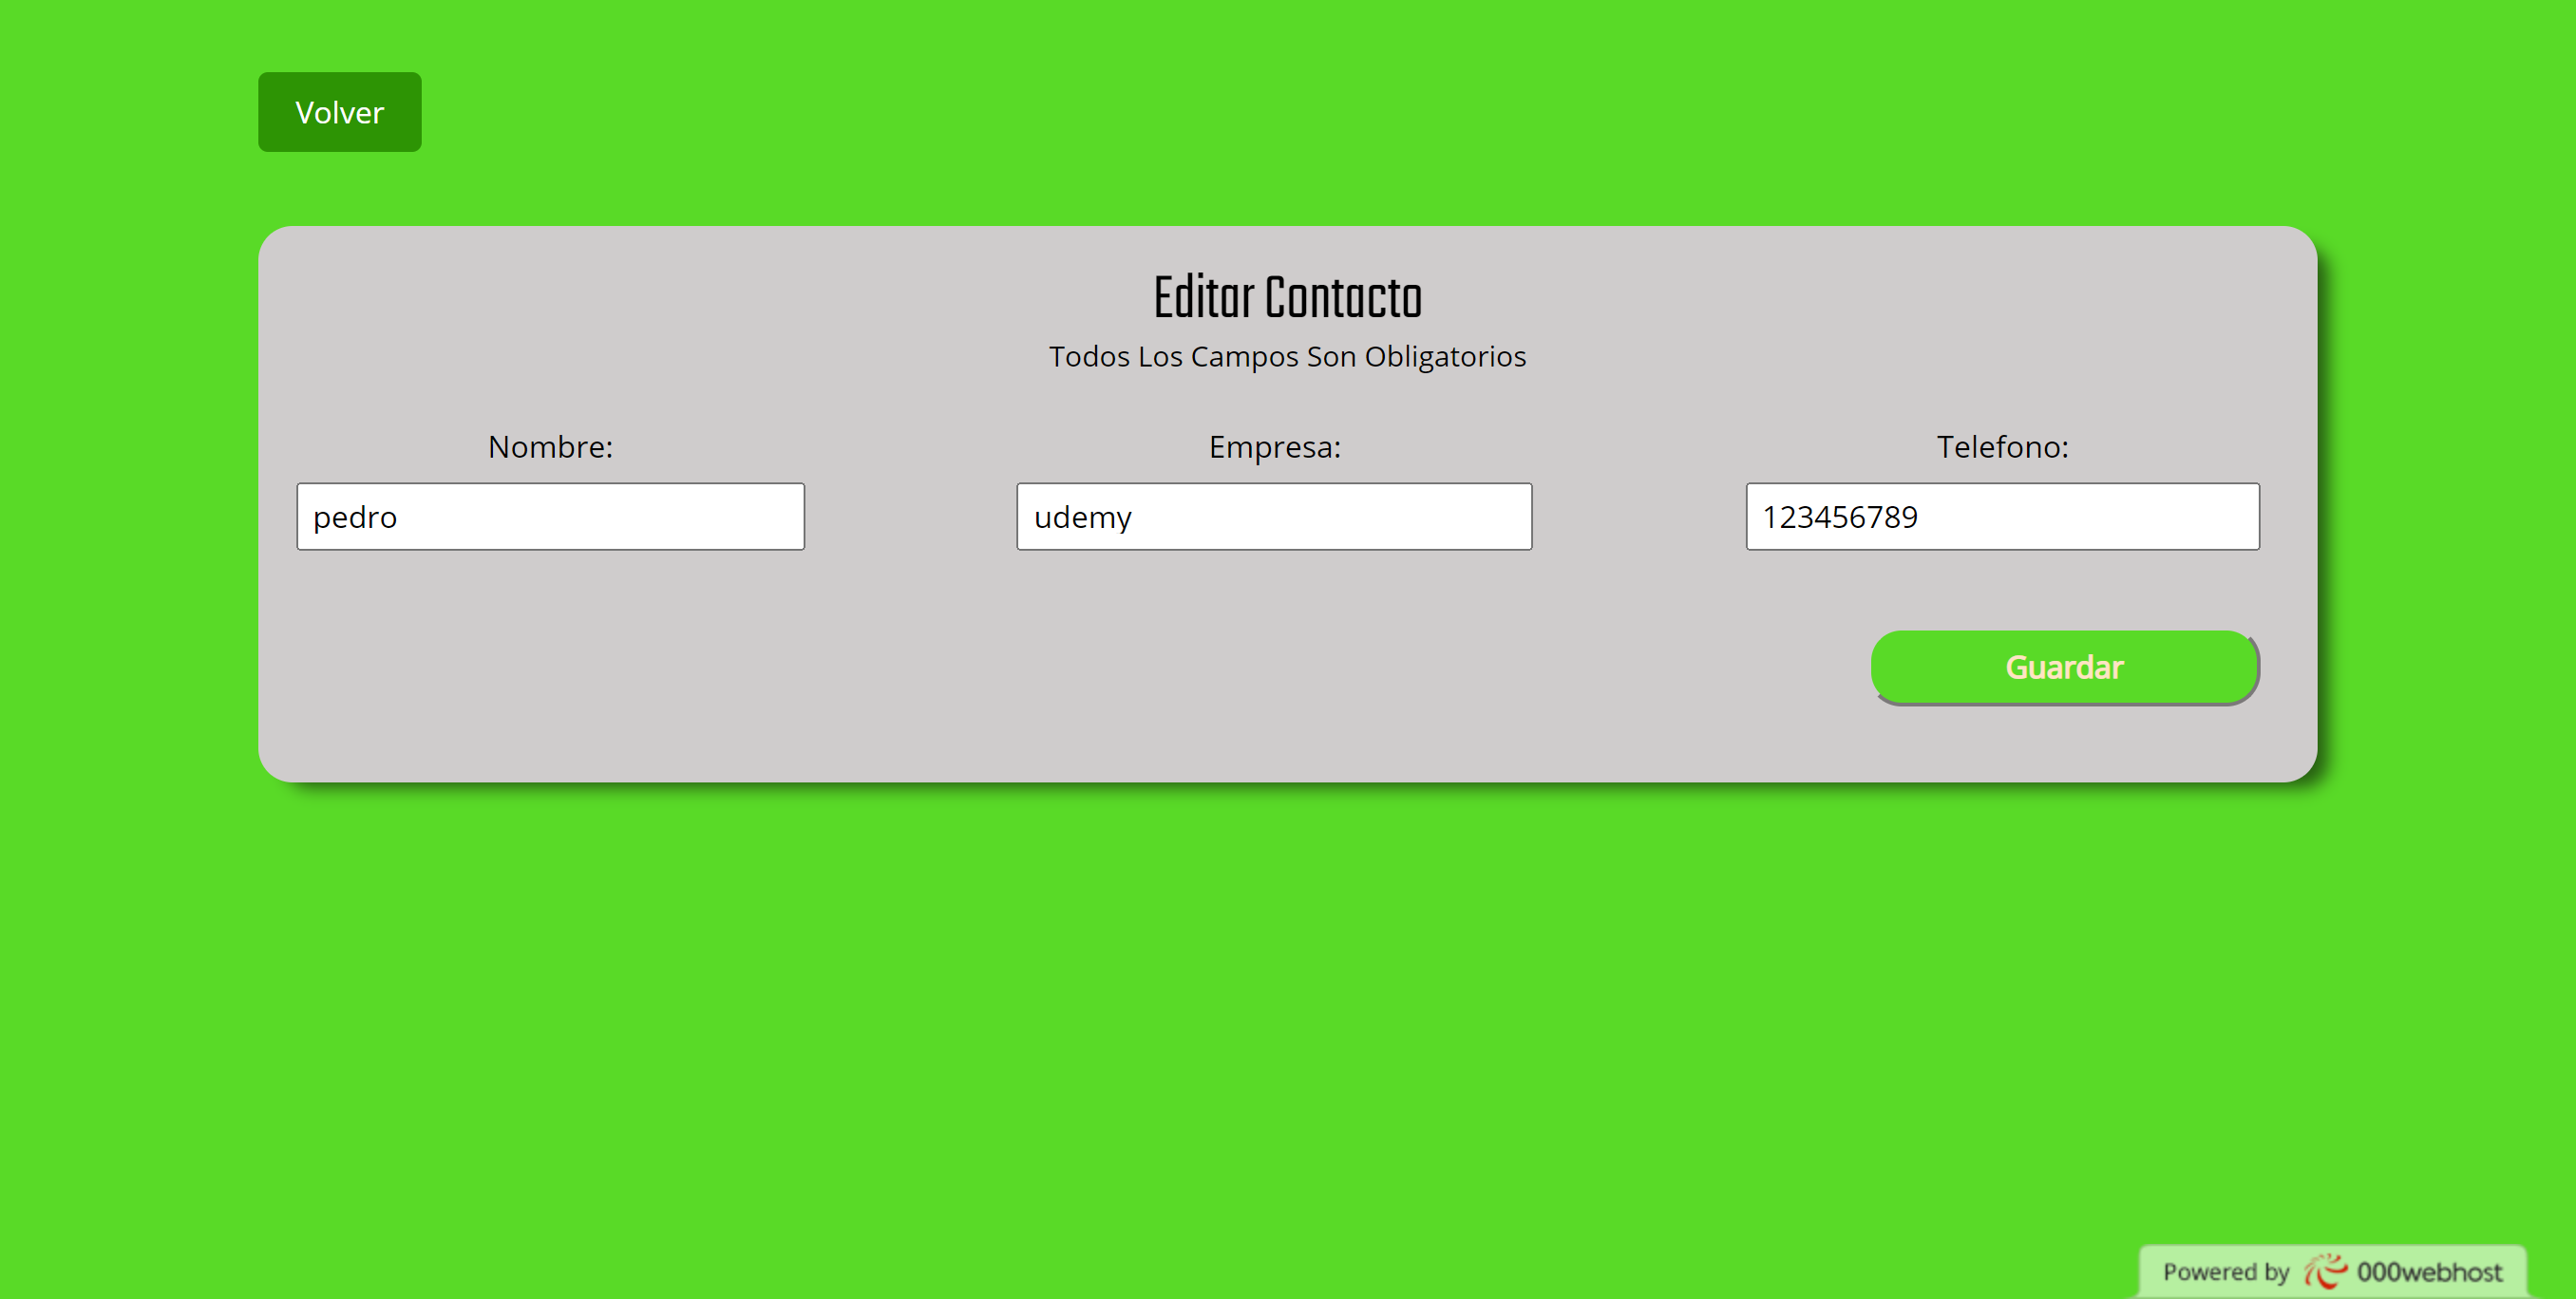 Volver
Editar Contacto
Todos Los Campos Son Obligatorios
Nombre: Empresa: Telefono:
pedro udemy 123456789
Guardar
Powered by 000webhost